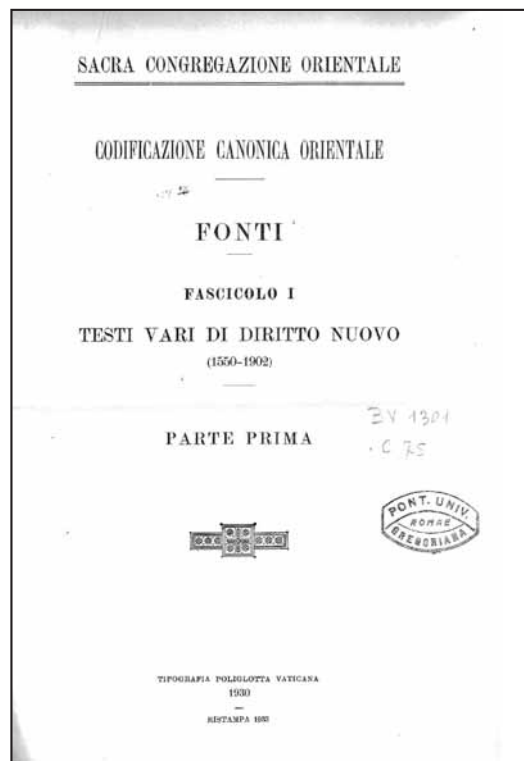 SACRA CONGREGAZIONE ORIENTALE
CODIFICAZIONE CANONICA ORIENTALE
FONTI
FASCICOLO I
TESTI VARI DI DIRITTO NUOVO
(1550-1902)
PARTE PRIMA
ZV 1301
.C 75
PONT. UNIV.
ROMAE
GREGORIANA
TIPOGRAFIA POLIGLOTTA VATICANA
1930
RISTAMPA